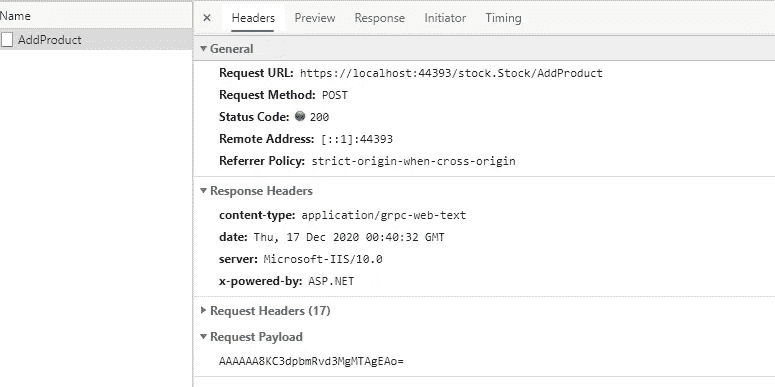 Name
AddProduct
× Headers Preview Response Initiator Timing
▼ General
Request URL: https://localhost:44393/stock.Stock/AddProduct
Request Method: POST
Status Code: 200
Remote Address: [::1]:44393
Referrer Policy: strict-origin-when-cross-origin
▼ Response Headers
content-type: application/grpc-web-text
date: Thu, 17 Dec 2020 00:40:32 GMT
server: Microsoft-IIS/10.0
x-powered-by: ASP.NET
▶ Request Headers (17)
▼ Request Payload
AAAAAA8KC3dpbmRvd3MgMTAgEAo=